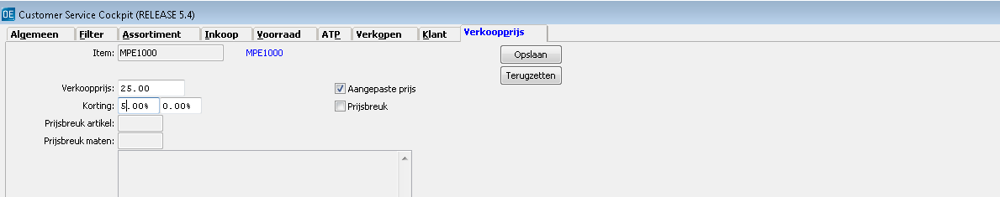 OE Customer Service Cockpit (RELEASE 5.4)
Algemeen Filter Assortiment Inkoop Voorraad ATP Verkopen Klant Verkoopprijs
Item: MPE1000 MPE1000 Opslaan
Terugzetten
Verkoopprijs: 25.00 Aangepaste prijs
Korting: 5.00% 0.00% Prijsbreuk
Prijsbreuk artikel:
Prijsbreuk maten: